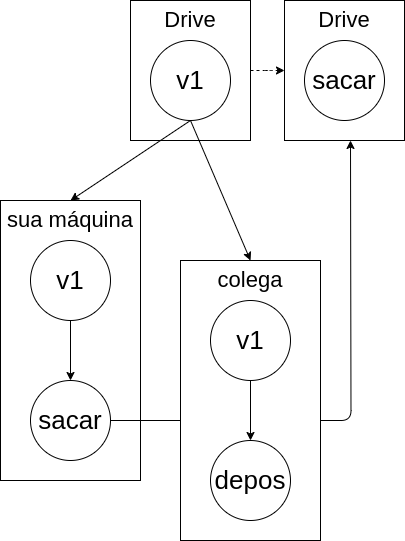 Drive
v1
Drive
sacar
sua máquina
v1
sacar
colega
v1
depos